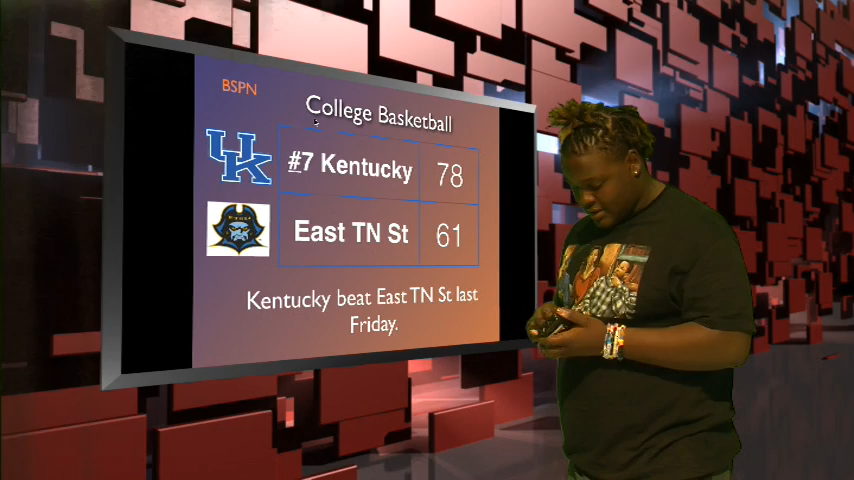 BSPN
College Basketball
UK
#7 Kentucky 78
East TN St 61
Kentucky beat East TN St last
Friday.